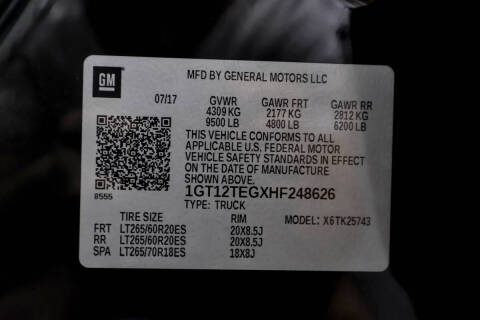 GM
MFD BY GENERAL MOTORS LLC
07/17 GVWR GAWR FRT GAWR RR
4309 KG 2177 KG 2812 KG
9500 LB 4800 LB 6200 LB
THIS VEHICLE CONFORMS TO ALL
APPLICABLE U.S. FEDERAL MOTOR
VEHICLE SAFETY STANDARDS IN EFFECT
ON THE DATE OF MANUFACTURE
SHOWN ABOVE.
8555
1GT12TEGXHF248626
TYPE: TRUCK
TIRE SIZE RIM MODEL: X6TK25743
FRT LT265/60R20ES 20X8.5J
RR LT265/60R20ES 20X8.5J
SPA LT265/70R18ES 18X8J